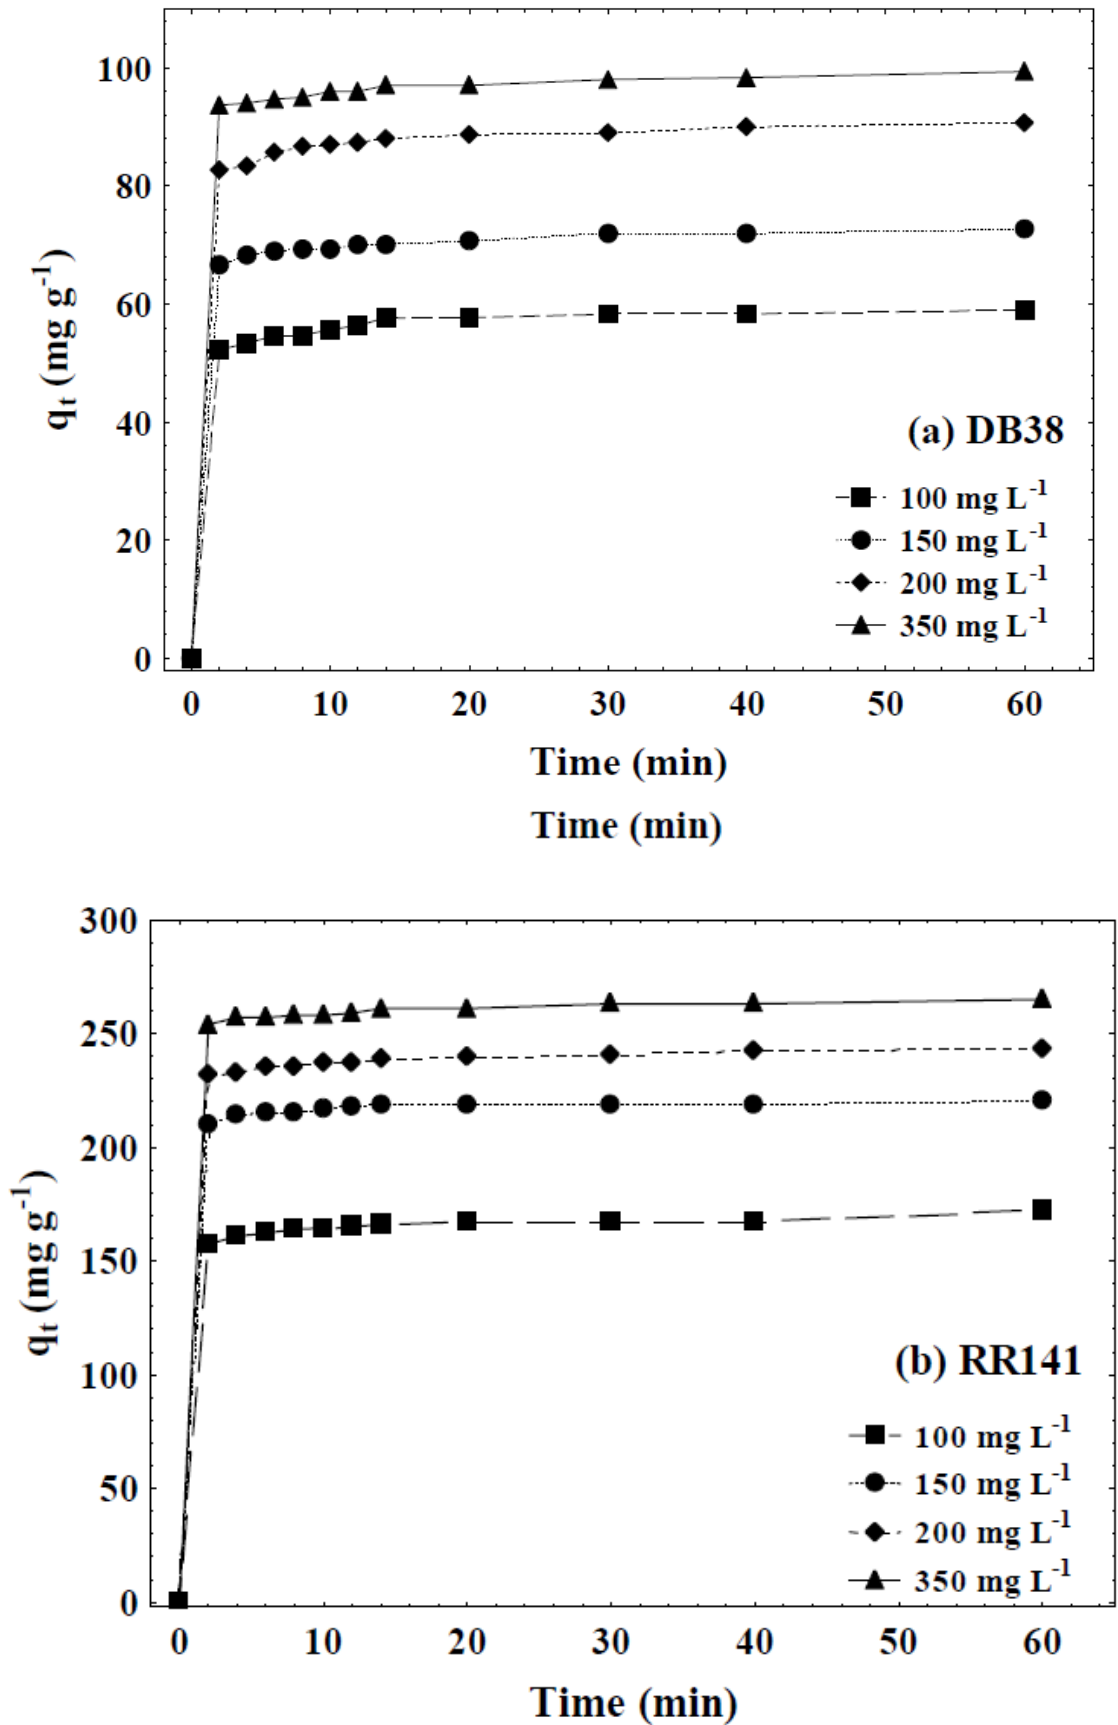 100
80
60
40
20
0
q_t (mg g^-1)
(a) DB38
100 mg L^-1
150 mg L^-1
200 mg L^-1
350 mg L^-1
0 10 20 30 40 50 60
Time (min)
Time (min)
300
250
200
150
100
50
0
q_t (mg g^-1)
(b) RR141
100 mg L^-1
150 mg L^-1
200 mg L^-1
350 mg L^-1
0 10 20 30 40 50 60
Time (min)